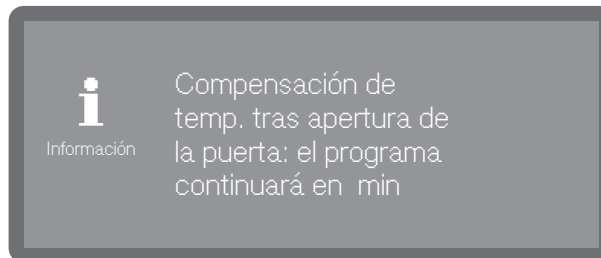 i
Información
Compensación de
temp. tras apertura de
la puerta: el programa
continuará en  min